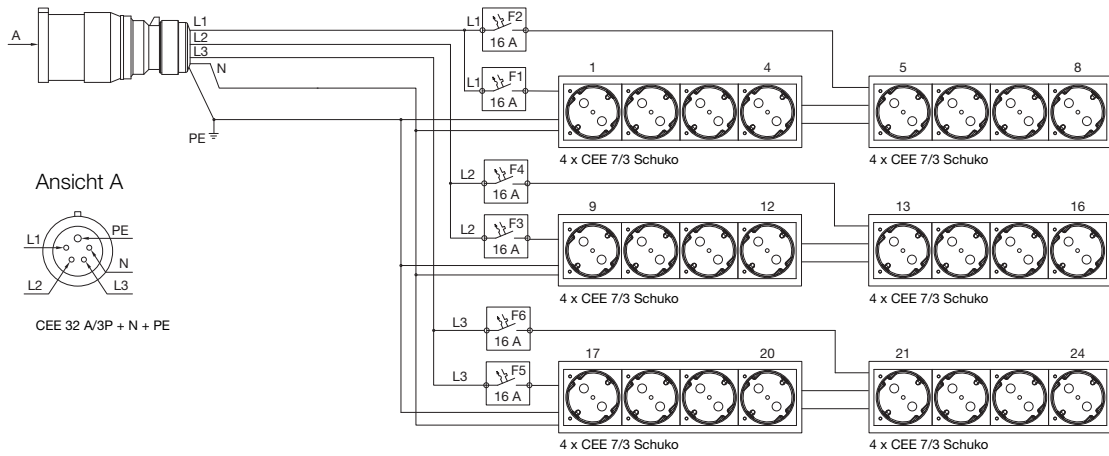 A
L1
L2
L3
N
PE
L1
F2
16 A
L1
F1
16 A
1
4
4 x CEE 7/3 Schuko
5
8
4 x CEE 7/3 Schuko
Ansicht A
L1
PE
N
L2
L3
CEE 32 A/3P + N + PE
L2
F4
16 A
L2
F3
16 A
9
12
4 x CEE 7/3 Schuko
13
16
4 x CEE 7/3 Schuko
L3
F6
16 A
L3
F5
16 A
17
20
4 x CEE 7/3 Schuko
21
24
4 x CEE 7/3 Schuko